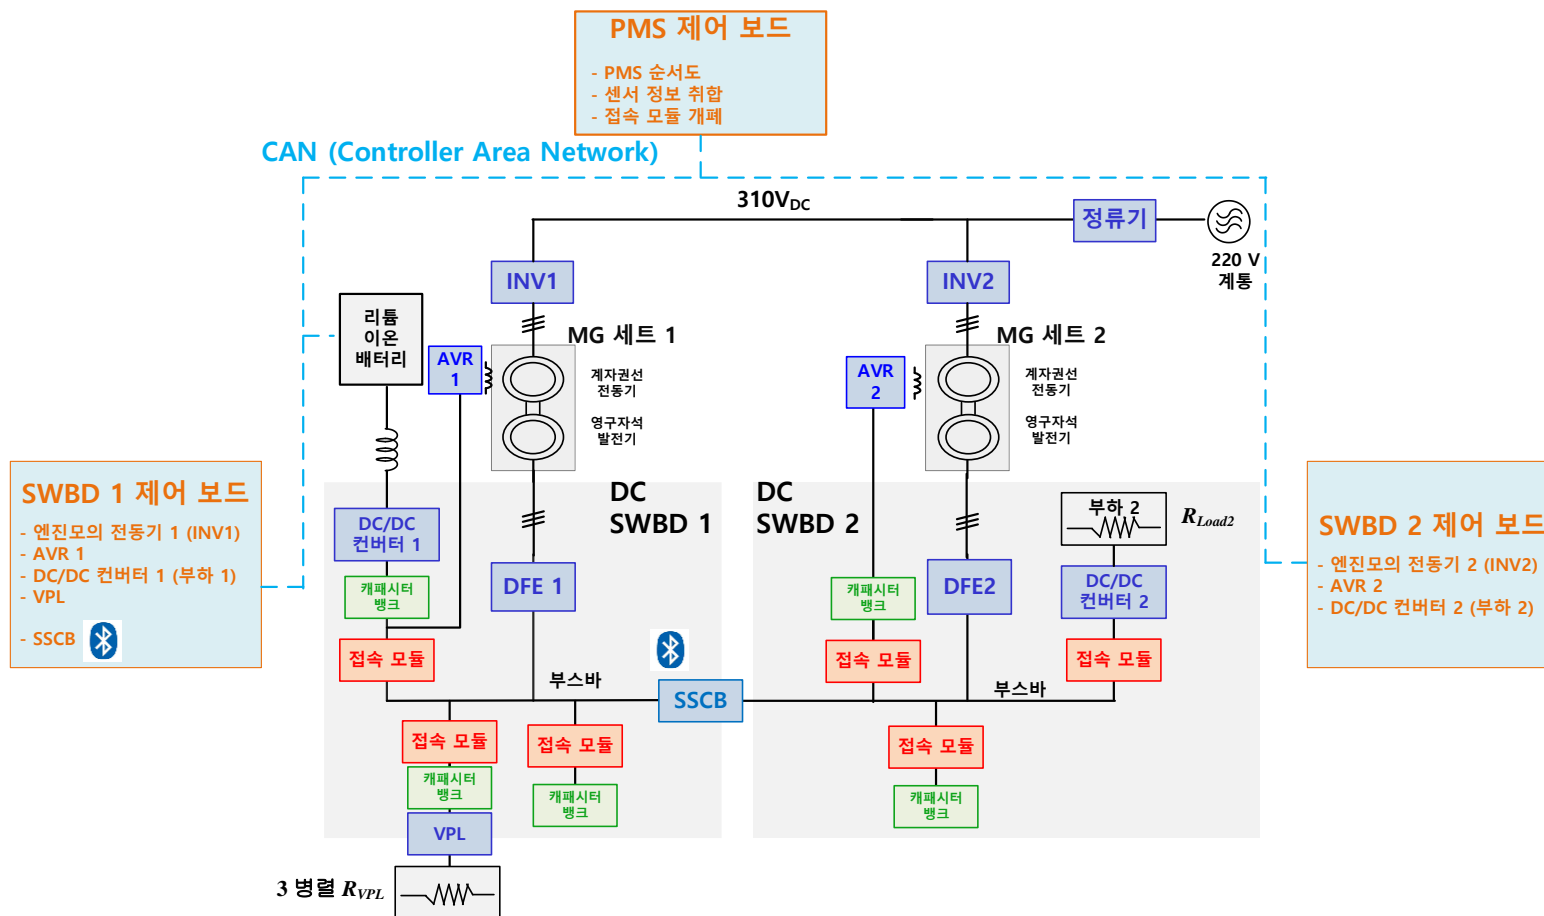 PMS 제어 보드
- PMS 순서도
- 센서 정보 취합
- 접속 모듈 개폐
CAN (Controller Area Network)
310VDC
정류기
220 V
계통
INV1
INV2
리튬
이온
배터리
MG 세트 1
MG 세트 2
AVR
1
계자권선
전동기
영구자석
발전기
AVR
2
계자권선
전동기
영구자석
발전기
SWBD 1 제어 보드
- 엔진모의 전동기 1 (INV1)
- AVR 1
- DC/DC 컨버터 1 (부하 1)
- VPL
- SSCB
DC
SWBD 1
DC
SWBD 2
부하 2
RLoad2
SWBD 2 제어 보드
- 엔진모의 전동기 2 (INV2)
- AVR 2
- DC/DC 컨버터 2 (부하 2)
DC/DC
컨버터 1
DFE 1
캐패시터
뱅크
캐패시터
뱅크
DFE2
DC/DC
컨버터 2
접속 모듈
접속 모듈
접속 모듈
부스바
SSCB
부스바
접속 모듈
접속 모듈
접속 모듈
캐패시터
뱅크
캐패시터
뱅크
캐패시터
뱅크
VPL
3 병렬 RVPL